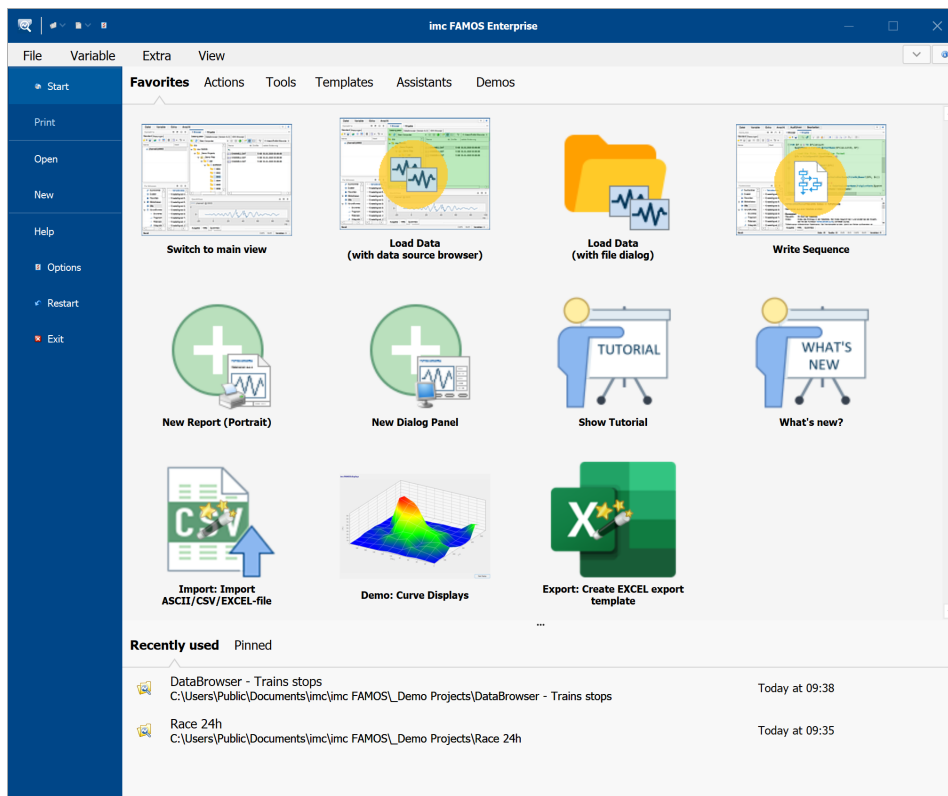 imc FAMOS Enterprise
File Variable Extra View
Start
Print
Open
New
Help
Options
Restart
Exit
Favorites Actions Tools Templates Assistants Demos
Switch to main view
Load Data
(with data source browser)
Load Data
(with file dialog)
Write Sequence
New Report (Portrait)
New Dialog Panel
TUTORIAL
Show Tutorial
WHAT'S
NEW
What's new?
CSV
Import: Import
ASCII/CSV/EXCEL-file
Demo: Curve Displays
X
Export: Create EXCEL export
template
...
Recently used Pinned
DataBrowser - Trains stops
C:\Users\Public\Documents\imc\imc FAMOS\_Demo Projects\DataBrowser - Trains stops
Today at 09:38
Race 24h
C:\Users\Public\Documents\imc\imc FAMOS\_Demo Projects\Race 24h
Today at 09:35